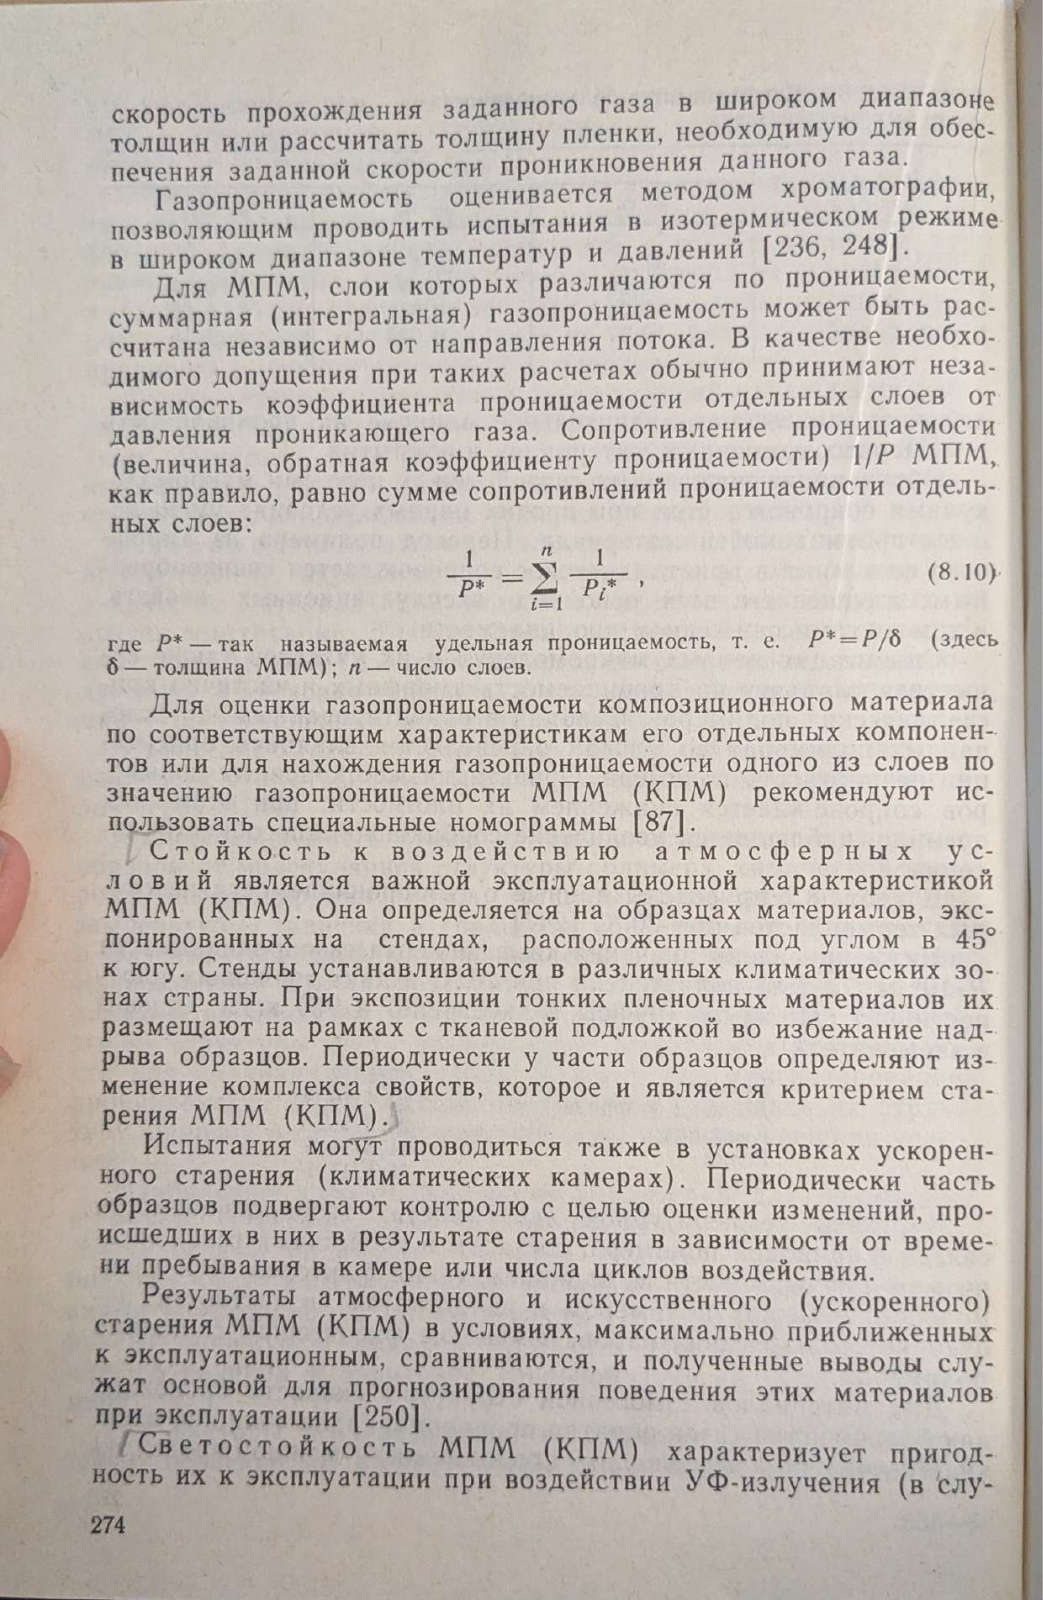 скорость прохождения заданного газа в широком диапазоне
толщин или рассчитать толщину пленки, необходимую для обес-
печения заданной скорости проникновения данного газа.
Газопроницаемость оценивается методом хроматографии,
позволяющим проводить испытания в изотермическом режиме
в широком диапазоне температур и давлений [236, 248].
Для МПМ, слои которых различаются по проницаемости,
суммарная (интегральная) газопроницаемость может быть рас-
считана независимо от направления потока. В качестве необхо-
димого допущения при таких расчетах обычно принимают неза-
висимость коэффициента проницаемости отдельных слоев от
давления проникающего газа. Сопротивление проницаемости
(величина, обратная коэффициенту проницаемости) 1/P МПМ,
как правило, равно сумме сопротивлений проницаемости отдель-
ных слоев:
1/P* = ∑ⁿᵢ₌₁ 1/Pᵢ*, (8.10)
где P* — так называемая удельная проницаемость, т. е. P*=P/δ (здесь
δ — толщина МПМ); n — число слоев.
Для оценки газопроницаемости композиционного материала
по соответствующим характеристикам его отдельных компонен-
тов или для нахождения газопроницаемости одного из слоев по
значению газопроницаемости МПМ (КПМ) рекомендуют ис-
пользовать специальные номограммы [87].
Стойкость к воздействию атмосферных ус-
ловий является важной эксплуатационной характеристикой
МПМ (КПМ). Она определяется на образцах материалов, экс-
понированных на стендах, расположенных под углом в 45°
к югу. Стенды устанавливаются в различных климатических зо-
нах страны. При экспозиции тонких пленочных материалов их
размещают на рамках с тканевой подложкой во избежание над-
рыва образцов. Периодически у части образцов определяют из-
менение комплекса свойств, которое и является критерием ста-
рения МПМ (КПМ).
Испытания могут проводиться также в установках ускорен-
ного старения (климатических камерах). Периодически часть
образцов подвергают контролю с целью оценки изменений, про-
исшедших в них в результате старения в зависимости от време-
ни пребывания в камере или числа циклов воздействия.
Результаты атмосферного и искусственного (ускоренного)
старения МПМ (КПМ) в условиях, максимально приближенных
к эксплуатационным, сравниваются, и полученные выводы слу-
жат основой для прогнозирования поведения этих материалов
при эксплуатации [250].
Светостойкость МПМ (КПМ) характеризует пригод-
ность их к эксплуатации при воздействии УФ-излучения (в слу-
274